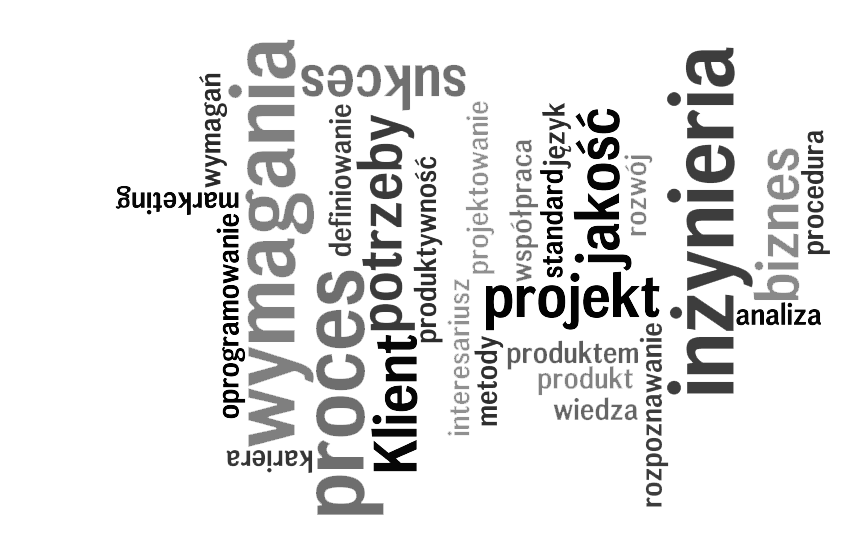 wymagań
marketing
oprogramowanie
wymagania
kariera
sukces
definiowanie
proces
potrzeby
Klient
produktywność
projektowanie
interesariusz
metody
współpraca
standard
język
jakość
rozwój
projekt
produktem
produkt
wiedza
rozpoznawanie
inżynieria
biznes
procedura
analiza